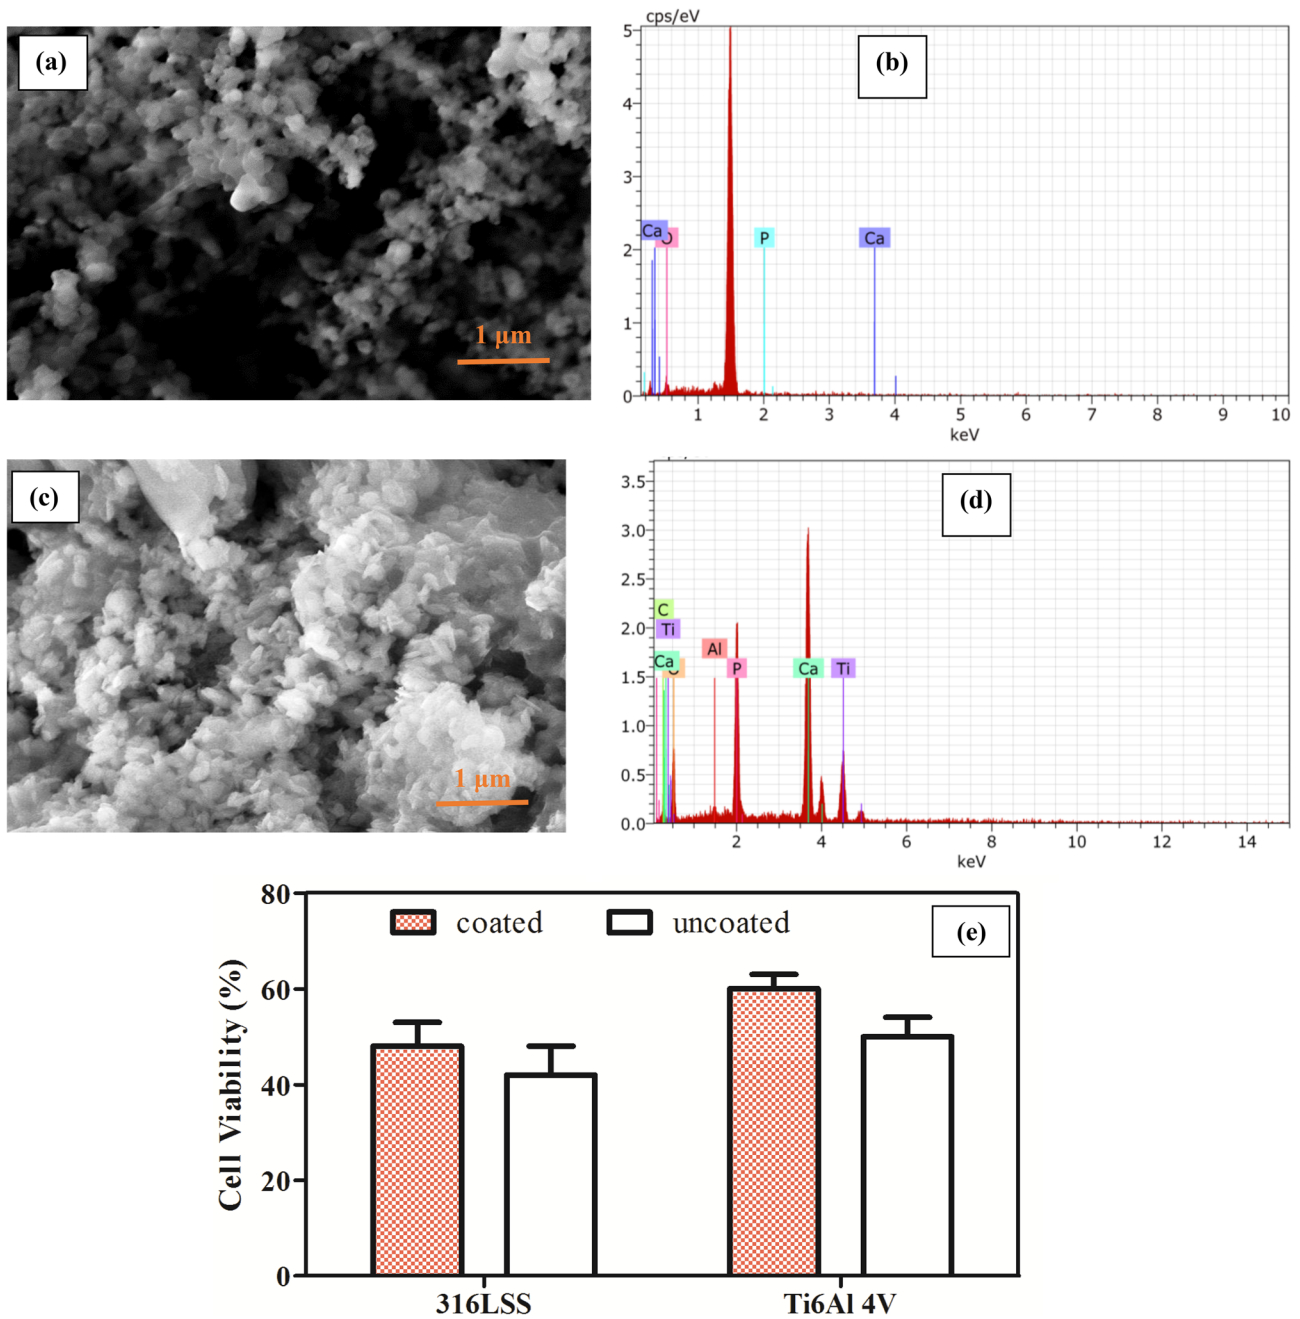 (a)
1 μm
cps/eV
(b)
5
4
3
2
1
0
Ca
O
P
Ca
1 2 3 4 5 6 7 8 9 10
keV
(c)
1 μm
(d)
3.5
3.0
2.5
2.0
1.5
1.0
0.5
0.0
C
Ti
Ca
Al
P
Ca
Ti
2 4 6 8 10 12 14
keV
(e)
coated uncoated
Cell Viability (%)
80
60
40
20
0
316LSS Ti6Al 4V